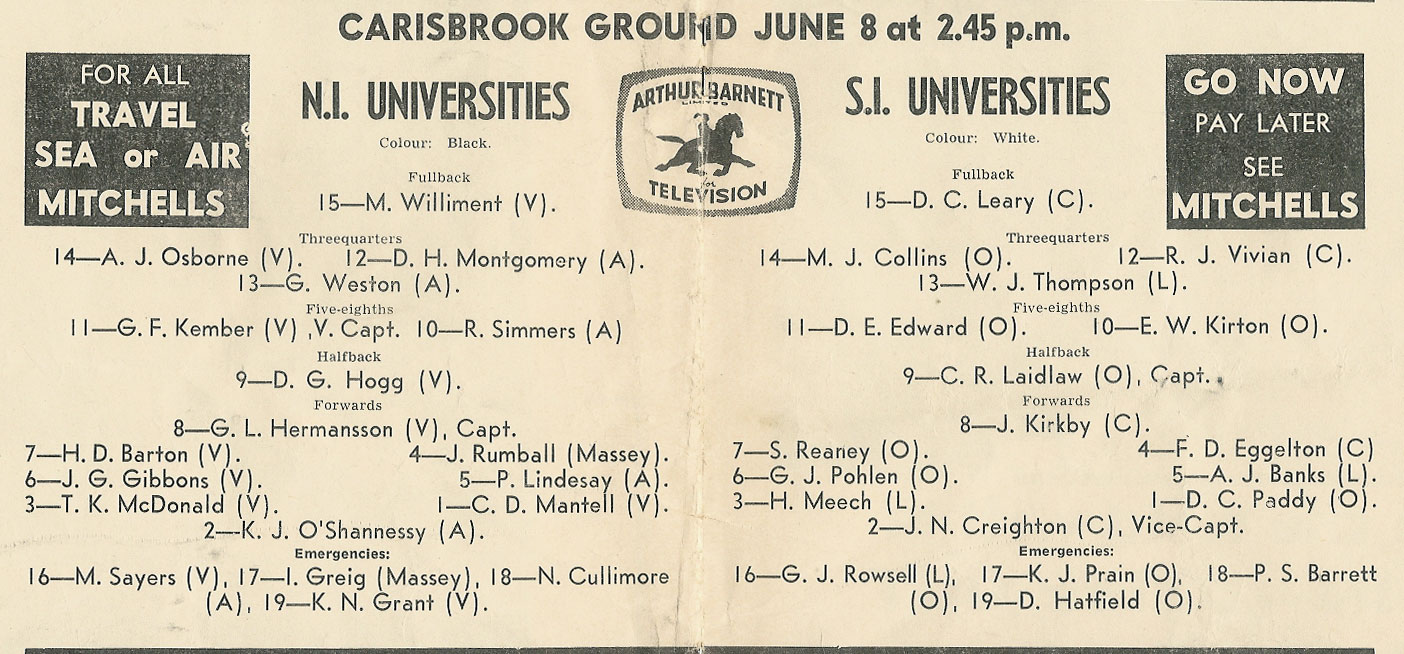 CARISBROOK GROUND JUNE 8 at 2.45 p.m.
FOR ALL
TRAVEL
SEA or AIR
MITCHELLS
N.I. UNIVERSITIES
Colour: Black.
Fullback
15—M. Williment (V).
Threequarters
14—A. J. Osborne (V). 12—D. H. Montgomery (A).
13—G. Weston (A).
Five-eighths
11—G. F. Kember (V) ,V. Capt. 10—R. Simmers (A)
Halfback
9—D. G. Hogg (V).
Forwards
8—G. L. Hermansson (V), Capt.
7—H. D. Barton (V). 4—J. Rumball (Massey).
6—J. G. Gibbons (V). 5—P. Lindesay (A).
3—T. K. McDonald (V). 1—C. D. Mantell (V).
2—K. J. O'Shannessy (A).
Emergencies:
16—M. Sayers (V), 17—I. Greig (Massey), 18—N. Cullimore
(A), 19—K. N. Grant (V).
ARTHUR BARNETT
LIMITED
for
TELEVISION
S.I. UNIVERSITIES
Colour: White.
Fullback
15—D. C. Leary (C).
Threequarters
14—M. J. Collins (O). 12—R. J. Vivian (C).
13—W. J. Thompson (L).
Five-eighths
11—D. E. Edward (O). 10—E. W. Kirton (O).
Halfback
9—C. R. Laidlaw (O), Capt.
Forwards
8—J. Kirkby (C).
7—S. Reaney (O). 4—F. D. Eggelton (C)
6—G. J. Pohlen (O). 5—A. J. Banks (L).
3—H. Meech (L). 1—D. C. Paddy (O).
2—J. N. Creighton (C), Vice-Capt.
Emergencies:
16—G. J. Rowsell (L), 17—K. J. Prain (O), 18—P. S. Barrett
(O), 19—D. Hatfield (O).
GO NOW
PAY LATER
SEE
MITCHELLS